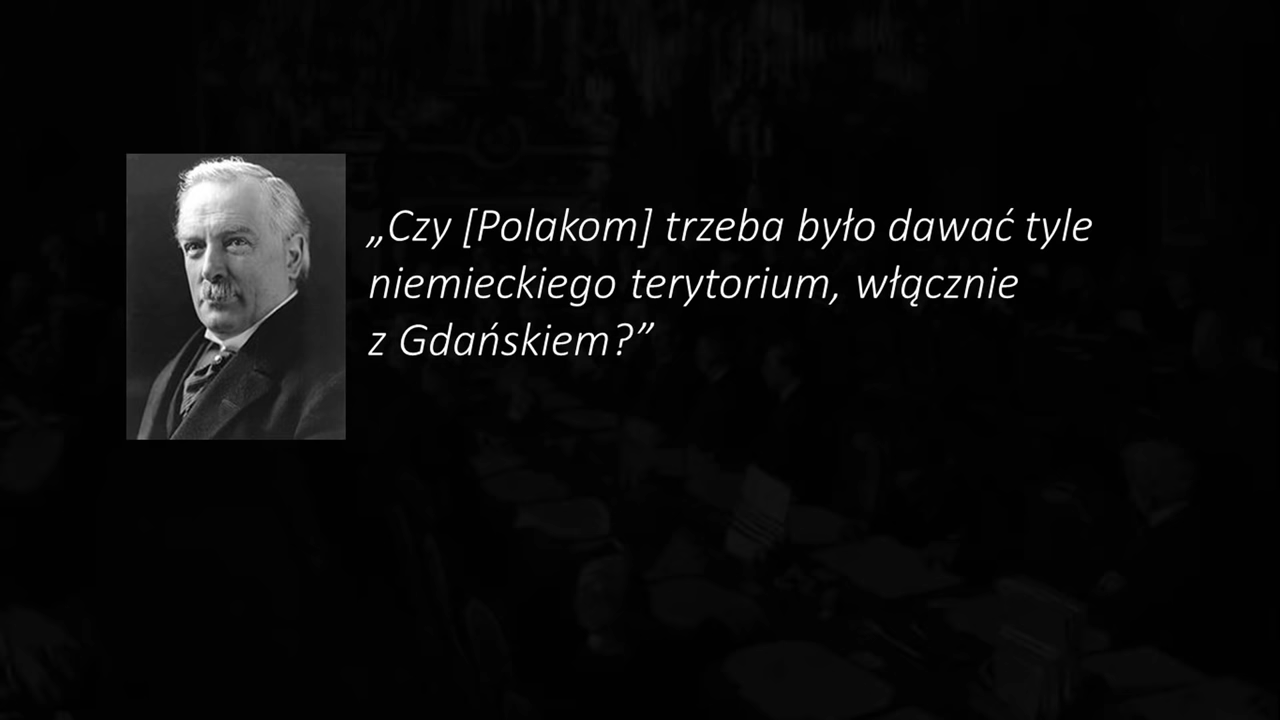 „Czy [Polakom] trzeba było dawać tyle
niemieckiego terytorium, włącznie
z Gdańskiem?”